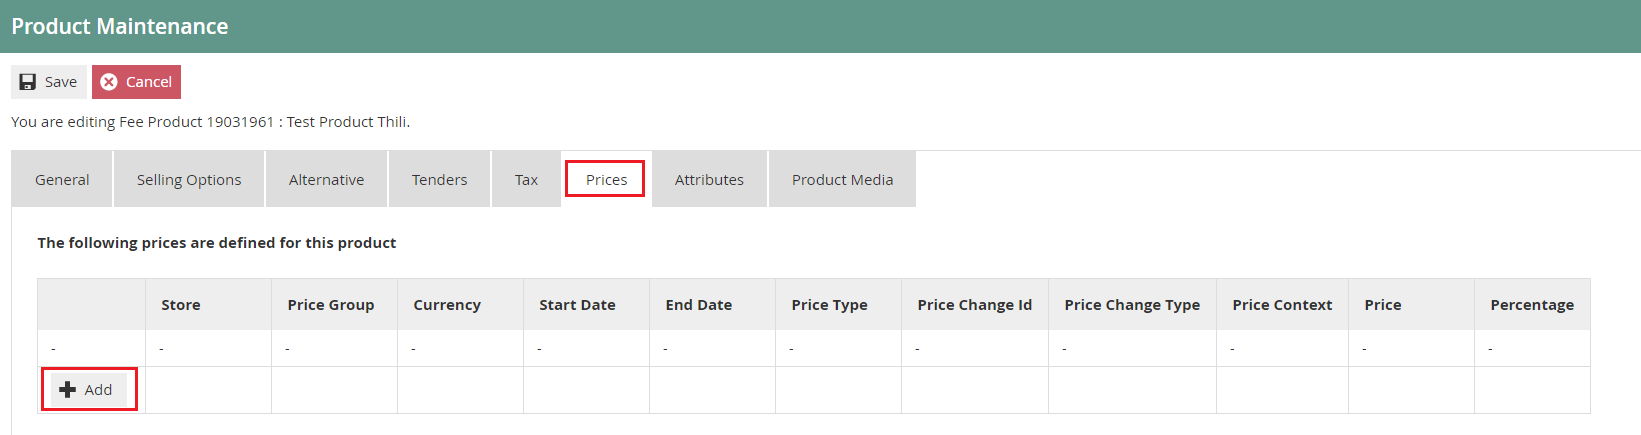 Product Maintenance
Save Cancel
You are editing Fee Product 19031961 : Test Product Thili.
General Selling Options Alternative Tenders Tax Prices Attributes Product Media
The following prices are defined for this product
Store Price Group Currency Start Date End Date Price Type Price Change Id Price Change Type Price Context Price Percentage
- - - - - - - - - - - -
Add